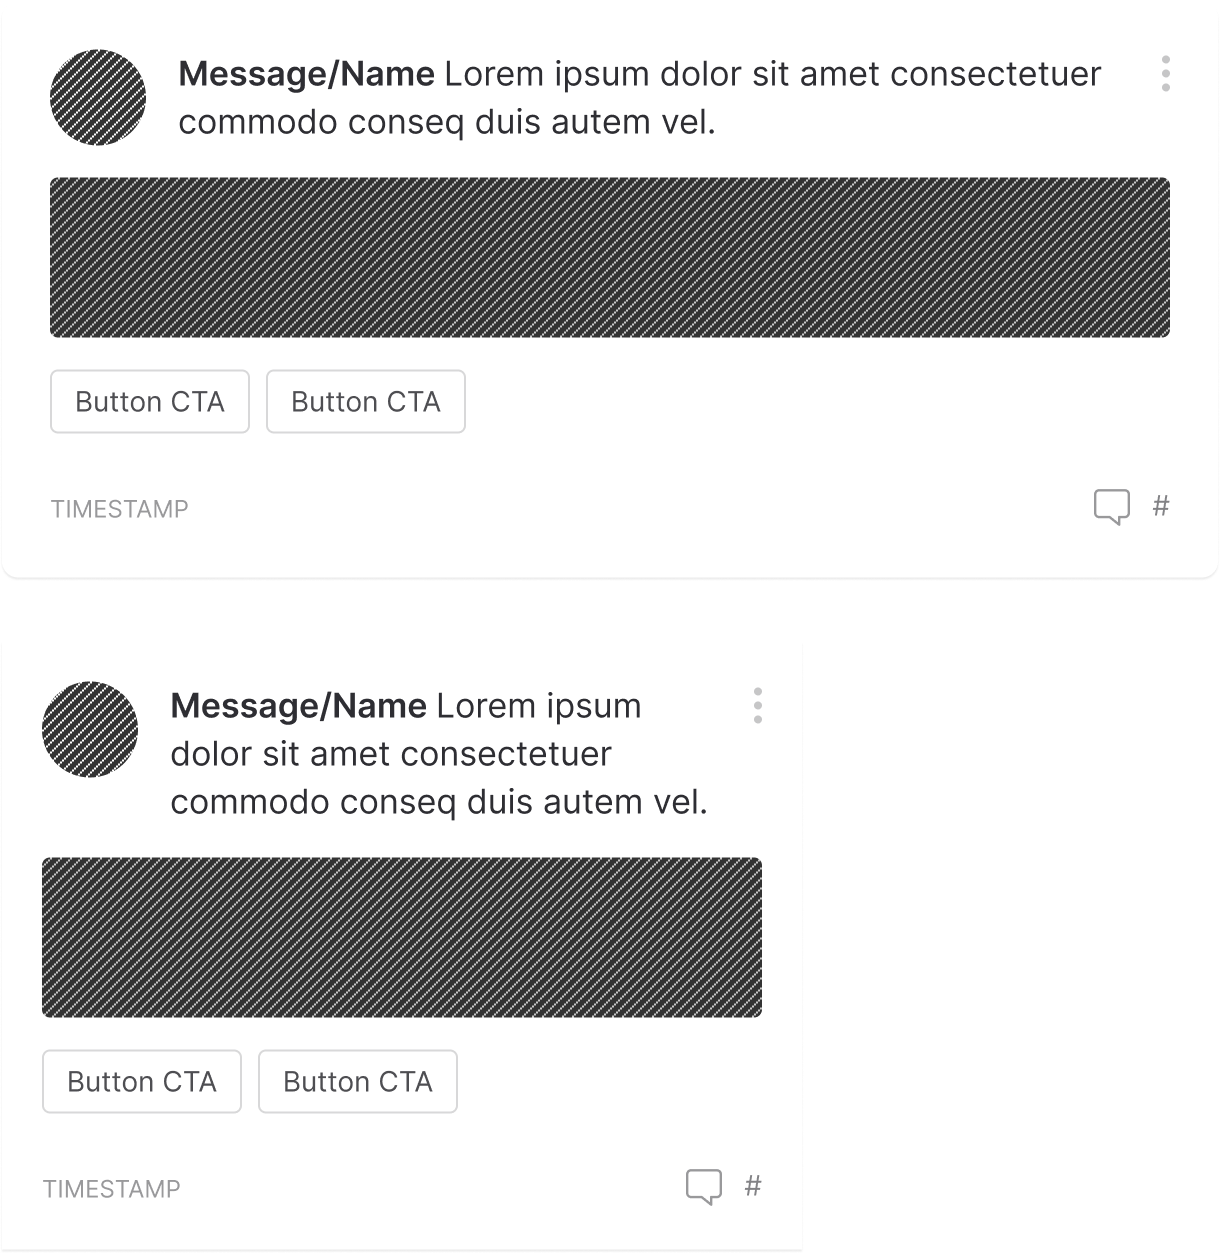 Message/Name Lorem ipsum dolor sit amet consectetuer
commodo conseq duis autem vel.
Button CTA Button CTA
TIMESTAMP #
Message/Name Lorem ipsum
dolor sit amet consectetuer
commodo conseq duis autem vel.
Button CTA Button CTA
TIMESTAMP #